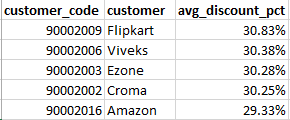 customer_code customer avg_discount_pct
90002009 Flipkart 30.83%
90002006 Viveks 30.38%
90002003 Ezone 30.28%
90002002 Croma 30.25%
90002016 Amazon 29.33%